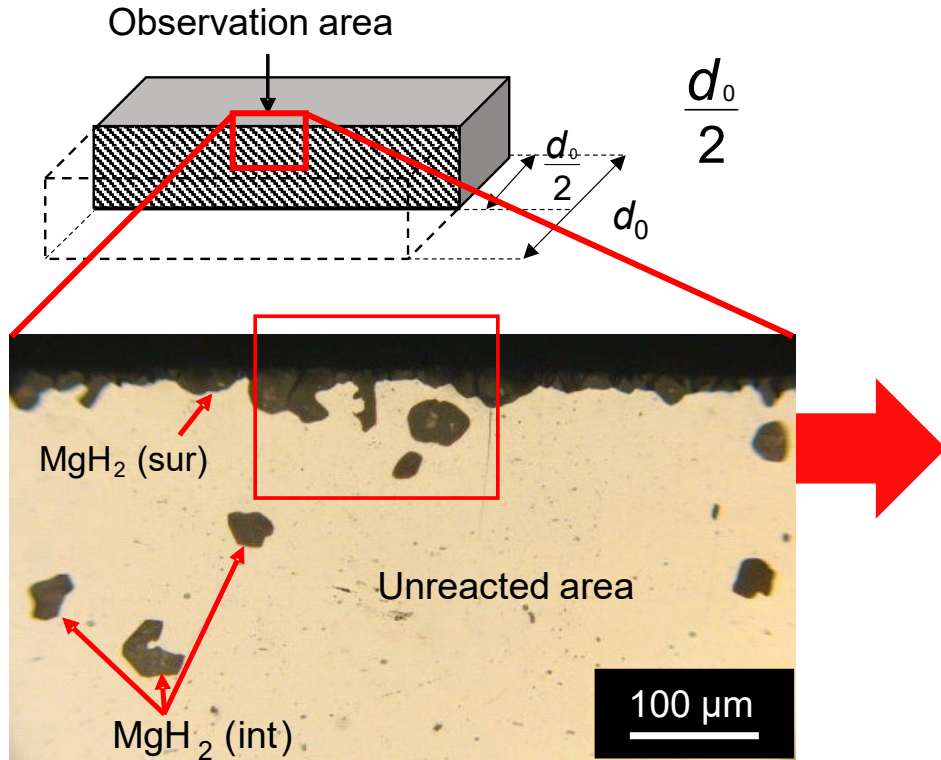 Observation area
d₀
2
d₀
2
d₀
MgH₂ (sur)
Unreacted area
100 μm
MgH₂ (int)